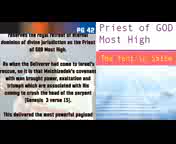 PG 42
reserves the royal retreat of eternal
dominion of divine jurisdiction as the Priest
of GOD Most High.
As when the Deliverer had come to Israel's
rescue, so it is that Melchizedek's covenant
with man brought power, exaltation and
triumph which are associated with His
coming to crush the head of the serpent
(Genesis 3 verse 15).
This delivered the most powerful payload
Priest of GOD
Most High